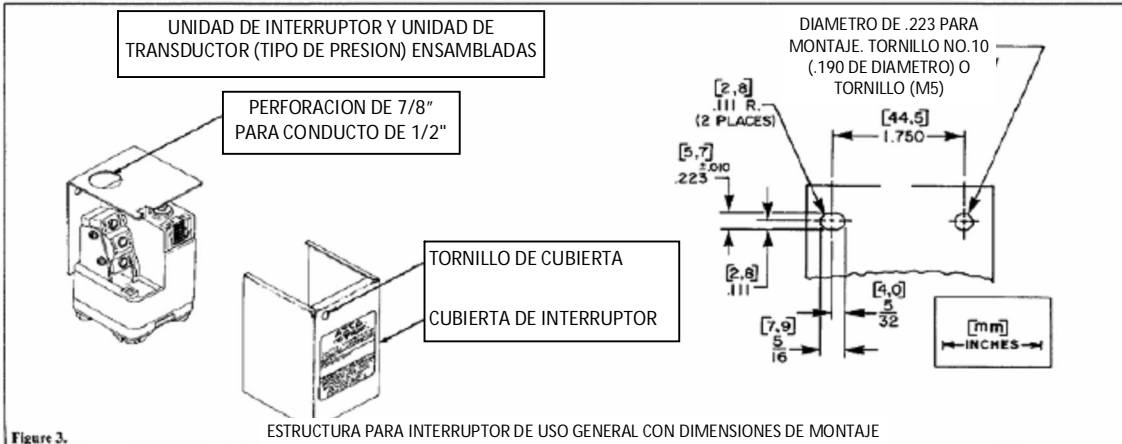 UNIDAD DE INTERRUPTOR Y UNIDAD DE
TRANSDUCTOR (TIPO DE PRESION) ENSAMBLADAS
PERFORACION DE 7/8"
PARA CONDUCTO DE 1/2"
TORNILLO DE CUBIERTA
CUBIERTA DE INTERRUPTOR
DIAMETRO DE .223 PARA
MONTAJE. TORNILLO NO.10
(.190 DE DIAMETRO) O
TORNILLO (M5)
[2,8]
.111 R.
(2 PLACES)
[44,5]
1.750
[5,7]
±.010
.223
[2,8]
.111
[4,0]
5
32
[7,9]
5
16
[mm]
INCHES
Figure 3.
ESTRUCTURA PARA INTERRUPTOR DE USO GENERAL CON DIMENSIONES DE MONTAJE